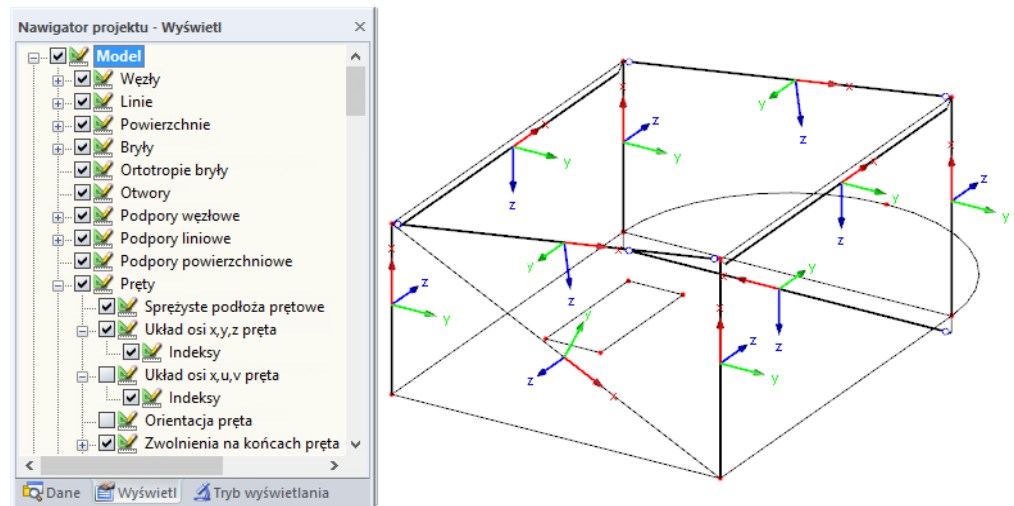 Nawigator projektu - Wyświetl
Model
Węzły
Linie
Powierzchnie
Bryły
Ortotropie bryły
Otwory
Podpory węzłowe
Podpory liniowe
Podpory powierzchniowe
Pręty
Sprężyste podłoża prętowe
Układ osi x,y,z pręta
Indeksy
Układ osi x,u,v pręta
Indeksy
Orientacja pręta
Zwolnienia na końcach pręta
Dane Wyświetl Tryb wyświetlania
x y z
x y z
x y z
x y z
x y z
x y z
x y z
x y z
x y z
x y z